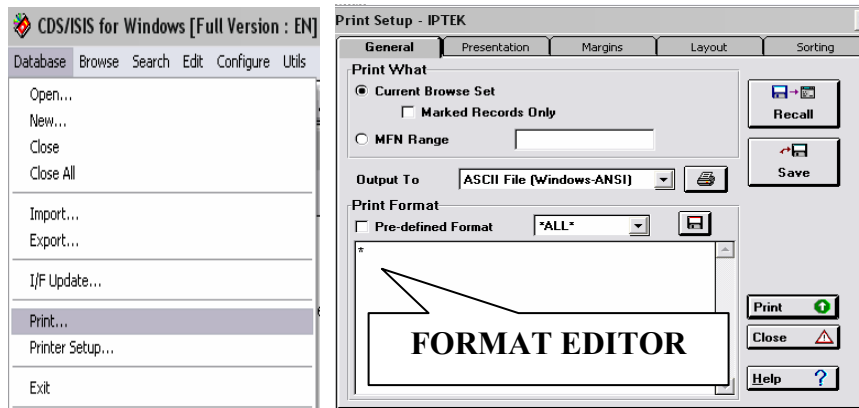 CDS/ISIS for Windows [Full Version : EN]
Database Browse Search Edit Configure Utils
Open...
New...
Close
Close All
Import...
Export...
I/F Update...
Print...
Printer Setup...
Exit
Print Setup - IPTEK
General Presentation Margins Layout Sorting
Print What
Current Browse Set
Marked Records Only
MFN Range
Recall
Save
Output To ASCII File (Windows-ANSI)
Print Format
Pre-defined Format *ALL*
*
FORMAT EDITOR
Print
Close
Help ?